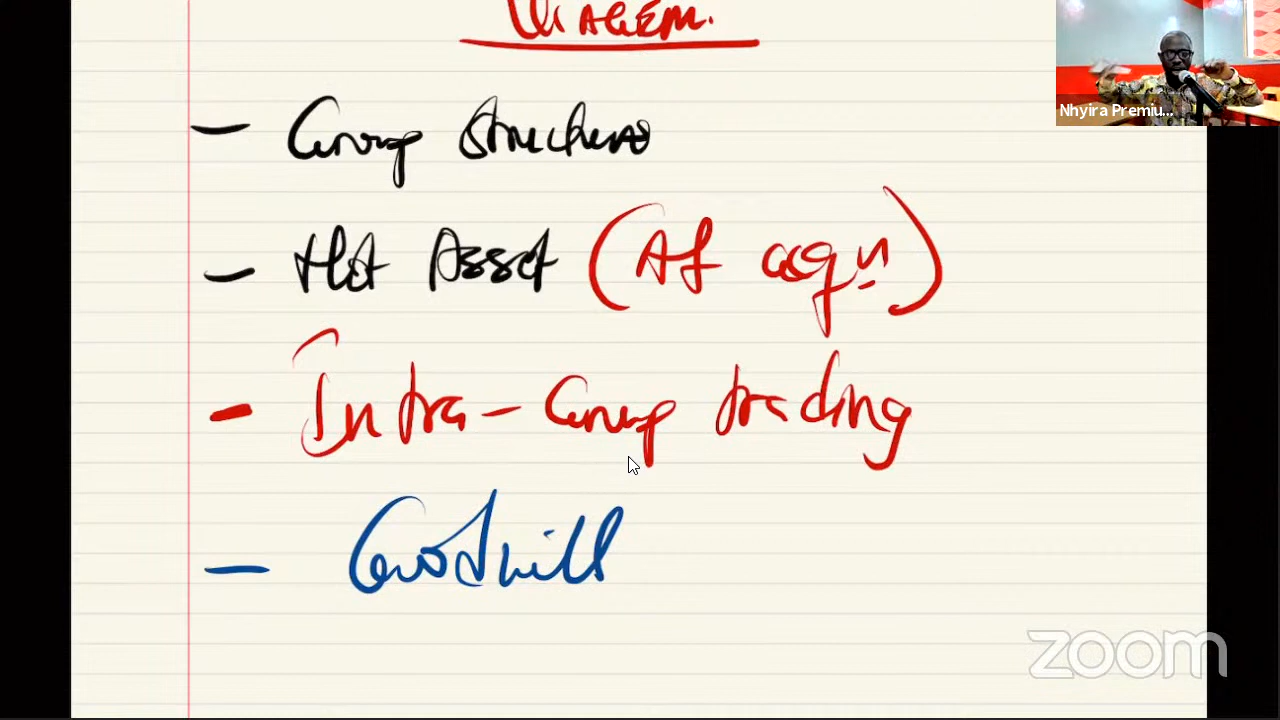 Nhyira Premiu...
- Group structure
- Net Asset (At acqn)
- Intra-Group trading
- Goodwill
zoom